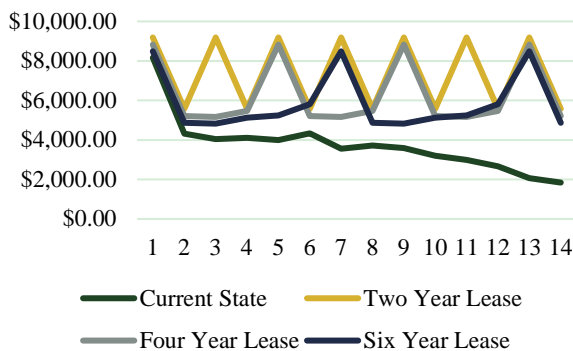 $10,000.00
$8,000.00
$6,000.00
$4,000.00
$2,000.00
$0.00
1 2 3 4 5 6 7 8 9 10 11 12 13 14
Current State Two Year Lease
Four Year Lease Six Year Lease